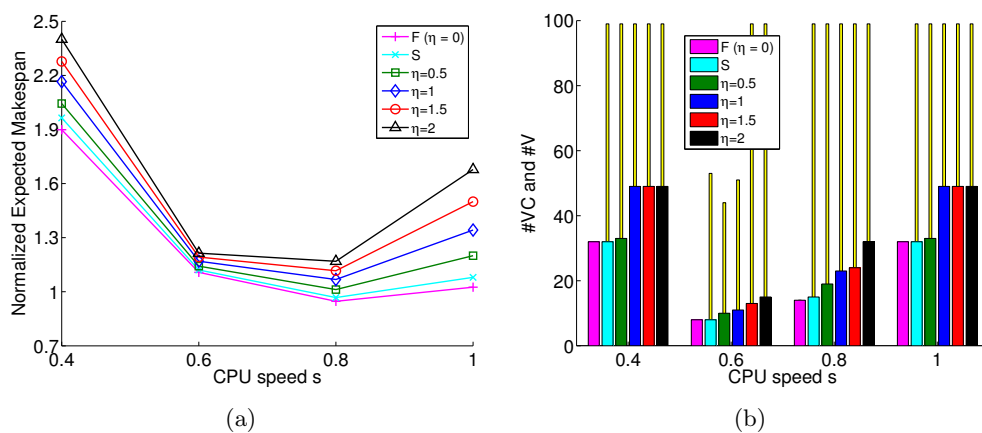 2.5
2.2
1.9
1.6
1.3
1
0.7
Normalized Expected Makespan
0.4
0.6
0.8
1
CPU speed s
F (η = 0)
S
η=0.5
η=1
η=1.5
η=2
(a)
100
80
60
40
20
0
#VC and #V
0.4
0.6
0.8
1
CPU speed s
F (η = 0)
S
η=0.5
η=1
η=1.5
η=2
(b)